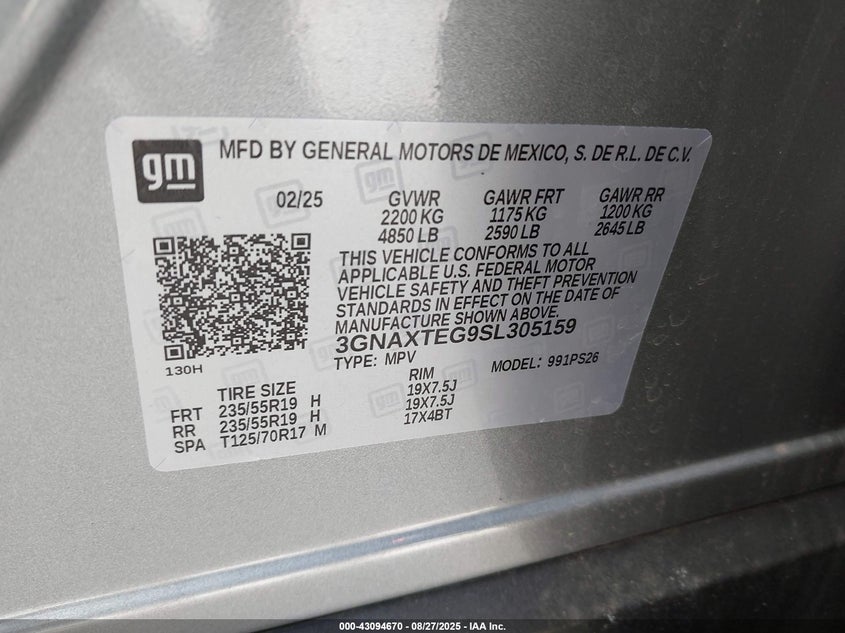 gm
MFD BY GENERAL MOTORS DE MEXICO, S. DE R.L. DE C.V.
02/25
GVWR
2200 KG
4850 LB
GAWR FRT
1175 KG
2590 LB
GAWR RR
1200 KG
2645 LB
THIS VEHICLE CONFORMS TO ALL
APPLICABLE U.S. FEDERAL MOTOR
VEHICLE SAFETY AND THEFT PREVENTION
STANDARDS IN EFFECT ON THE DATE OF
MANUFACTURE SHOWN ABOVE.
3GNAXTEG9SL305159
TYPE: MPV MODEL: 991PS26
130H
TIRE SIZE RIM
FRT 235/55R19 H 19X7.5J
RR 235/55R19 H 19X7.5J
SPA T125/70R17 M 17X4BT
000-43094670 - 08/27/2025 - IAA Inc.